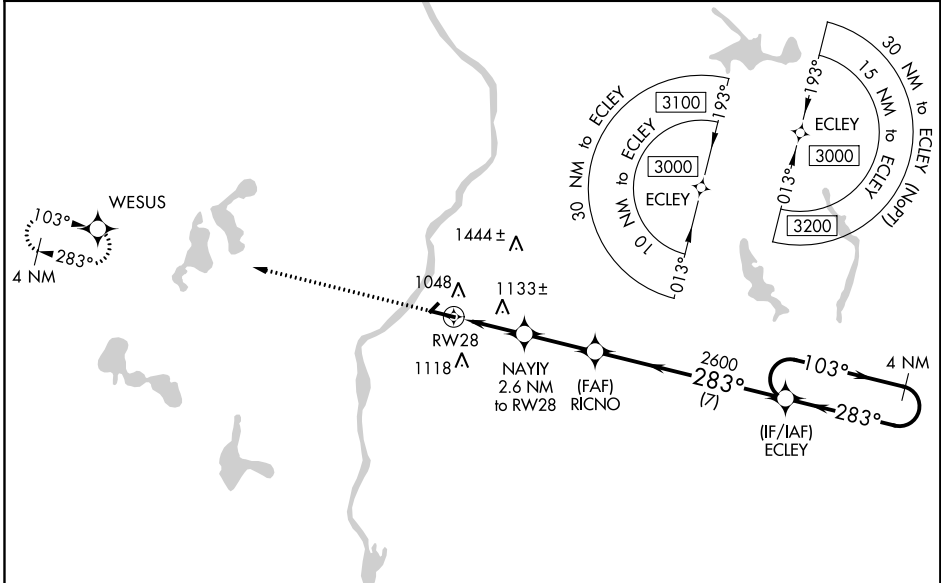 30 NM to ECLEY
3100
193°
10 NM to ECLEY
3000
ECLEY
013°
30 NM to ECLEY (NoPT)
193°
15 NM to ECLEY
ECLEY
3000
013°
3200
WESUS
103°
283°
4 NM
1444 ±
1048
1133 ±
RW28
1118
NAYIY
2.6 NM
to RW28
(FAF)
RICNO
2600
283°
(7)
103°
4 NM
283°
(IF/IAF)
ECLEY